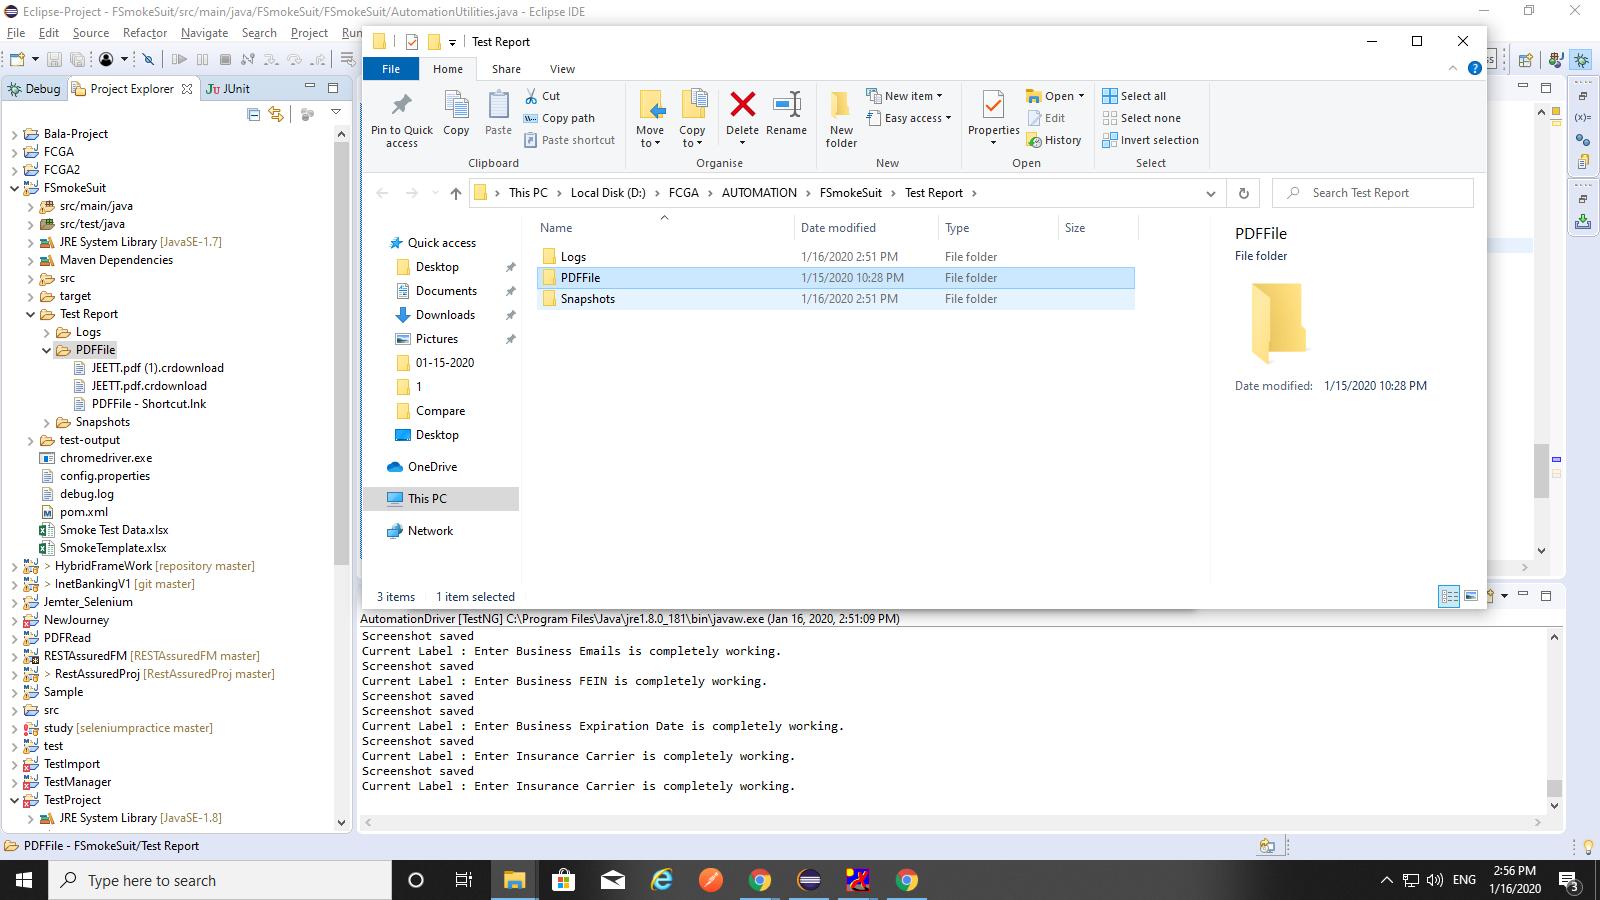 Eclipse-Project - FSmokeSuit/src/main/java/FSmokeSuit/FSmokeSuit/AutomationUtilities.java - Eclipse IDE
File Edit Source Refactor Navigate Search Project Run
Debug Project Explorer JUnit
Bala-Project
FCGA
FCGA2
FSmokeSuit
src/main/java
src/test/java
JRE System Library [JavaSE-1.7]
Maven Dependencies
src
target
Test Report
Logs
PDFFile
JEETT.pdf (1).crdownload
JEETT.pdf.crdownload
PDFFile - Shortcut.lnk
Snapshots
test-output
chromedriver.exe
config.properties
debug.log
pom.xml
Smoke Test Data.xlsx
SmokeTemplate.xlsx
> HybridFrameWork [repository master]
> InetBankingV1 [git master]
Jemter_Selenium
NewJourney
PDFRead
RESTAssuredFM [RESTAssuredFM master]
> RestAssuredProj [RestAssuredProj master]
Sample
src
study [seleniumpractice master]
test
TestImport
TestManager
TestProject
JRE System Library [JavaSE-1.8]
PDFFile - FSmokeSuit/Test Report
Test Report
File Home Share View
Pin to Quick access
Copy
Paste
Cut
Copy path
Paste shortcut
Clipboard
Move to
Copy to
Delete
Rename
Organise
New folder
New item
Easy access
New
Properties
Open
Edit
History
Open
Select all
Select none
Invert selection
Select
This PC > Local Disk (D:) > FCGA > AUTOMATION > FSmokeSuit > Test Report >
Search Test Report
Quick access
Desktop
Documents
Downloads
Pictures
01-15-2020
1
Compare
Desktop
OneDrive
This PC
Network
Name Date modified Type Size
Logs 1/16/2020 2:51 PM File folder
PDFFile 1/15/2020 10:28 PM File folder
Snapshots 1/16/2020 2:51 PM File folder
PDFFile
File folder
Date modified: 1/15/2020 10:28 PM
3 items 1 item selected
AutomationDriver [TestNG] C:\Program Files\Java\jre1.8.0_181\bin\javaw.exe (Jan 16, 2020, 2:51:09 PM)
Screenshot saved
Current Label : Enter Business Emails is completely working.
Screenshot saved
Current Label : Enter Business FEIN is completely working.
Screenshot saved
Screenshot saved
Current Label : Enter Business Expiration Date is completely working.
Screenshot saved
Current Label : Enter Insurance Carrier is completely working.
Screenshot saved
Current Label : Enter Insurance Carrier is completely working.
Type here to search
ENG
2:56 PM
1/16/2020
3